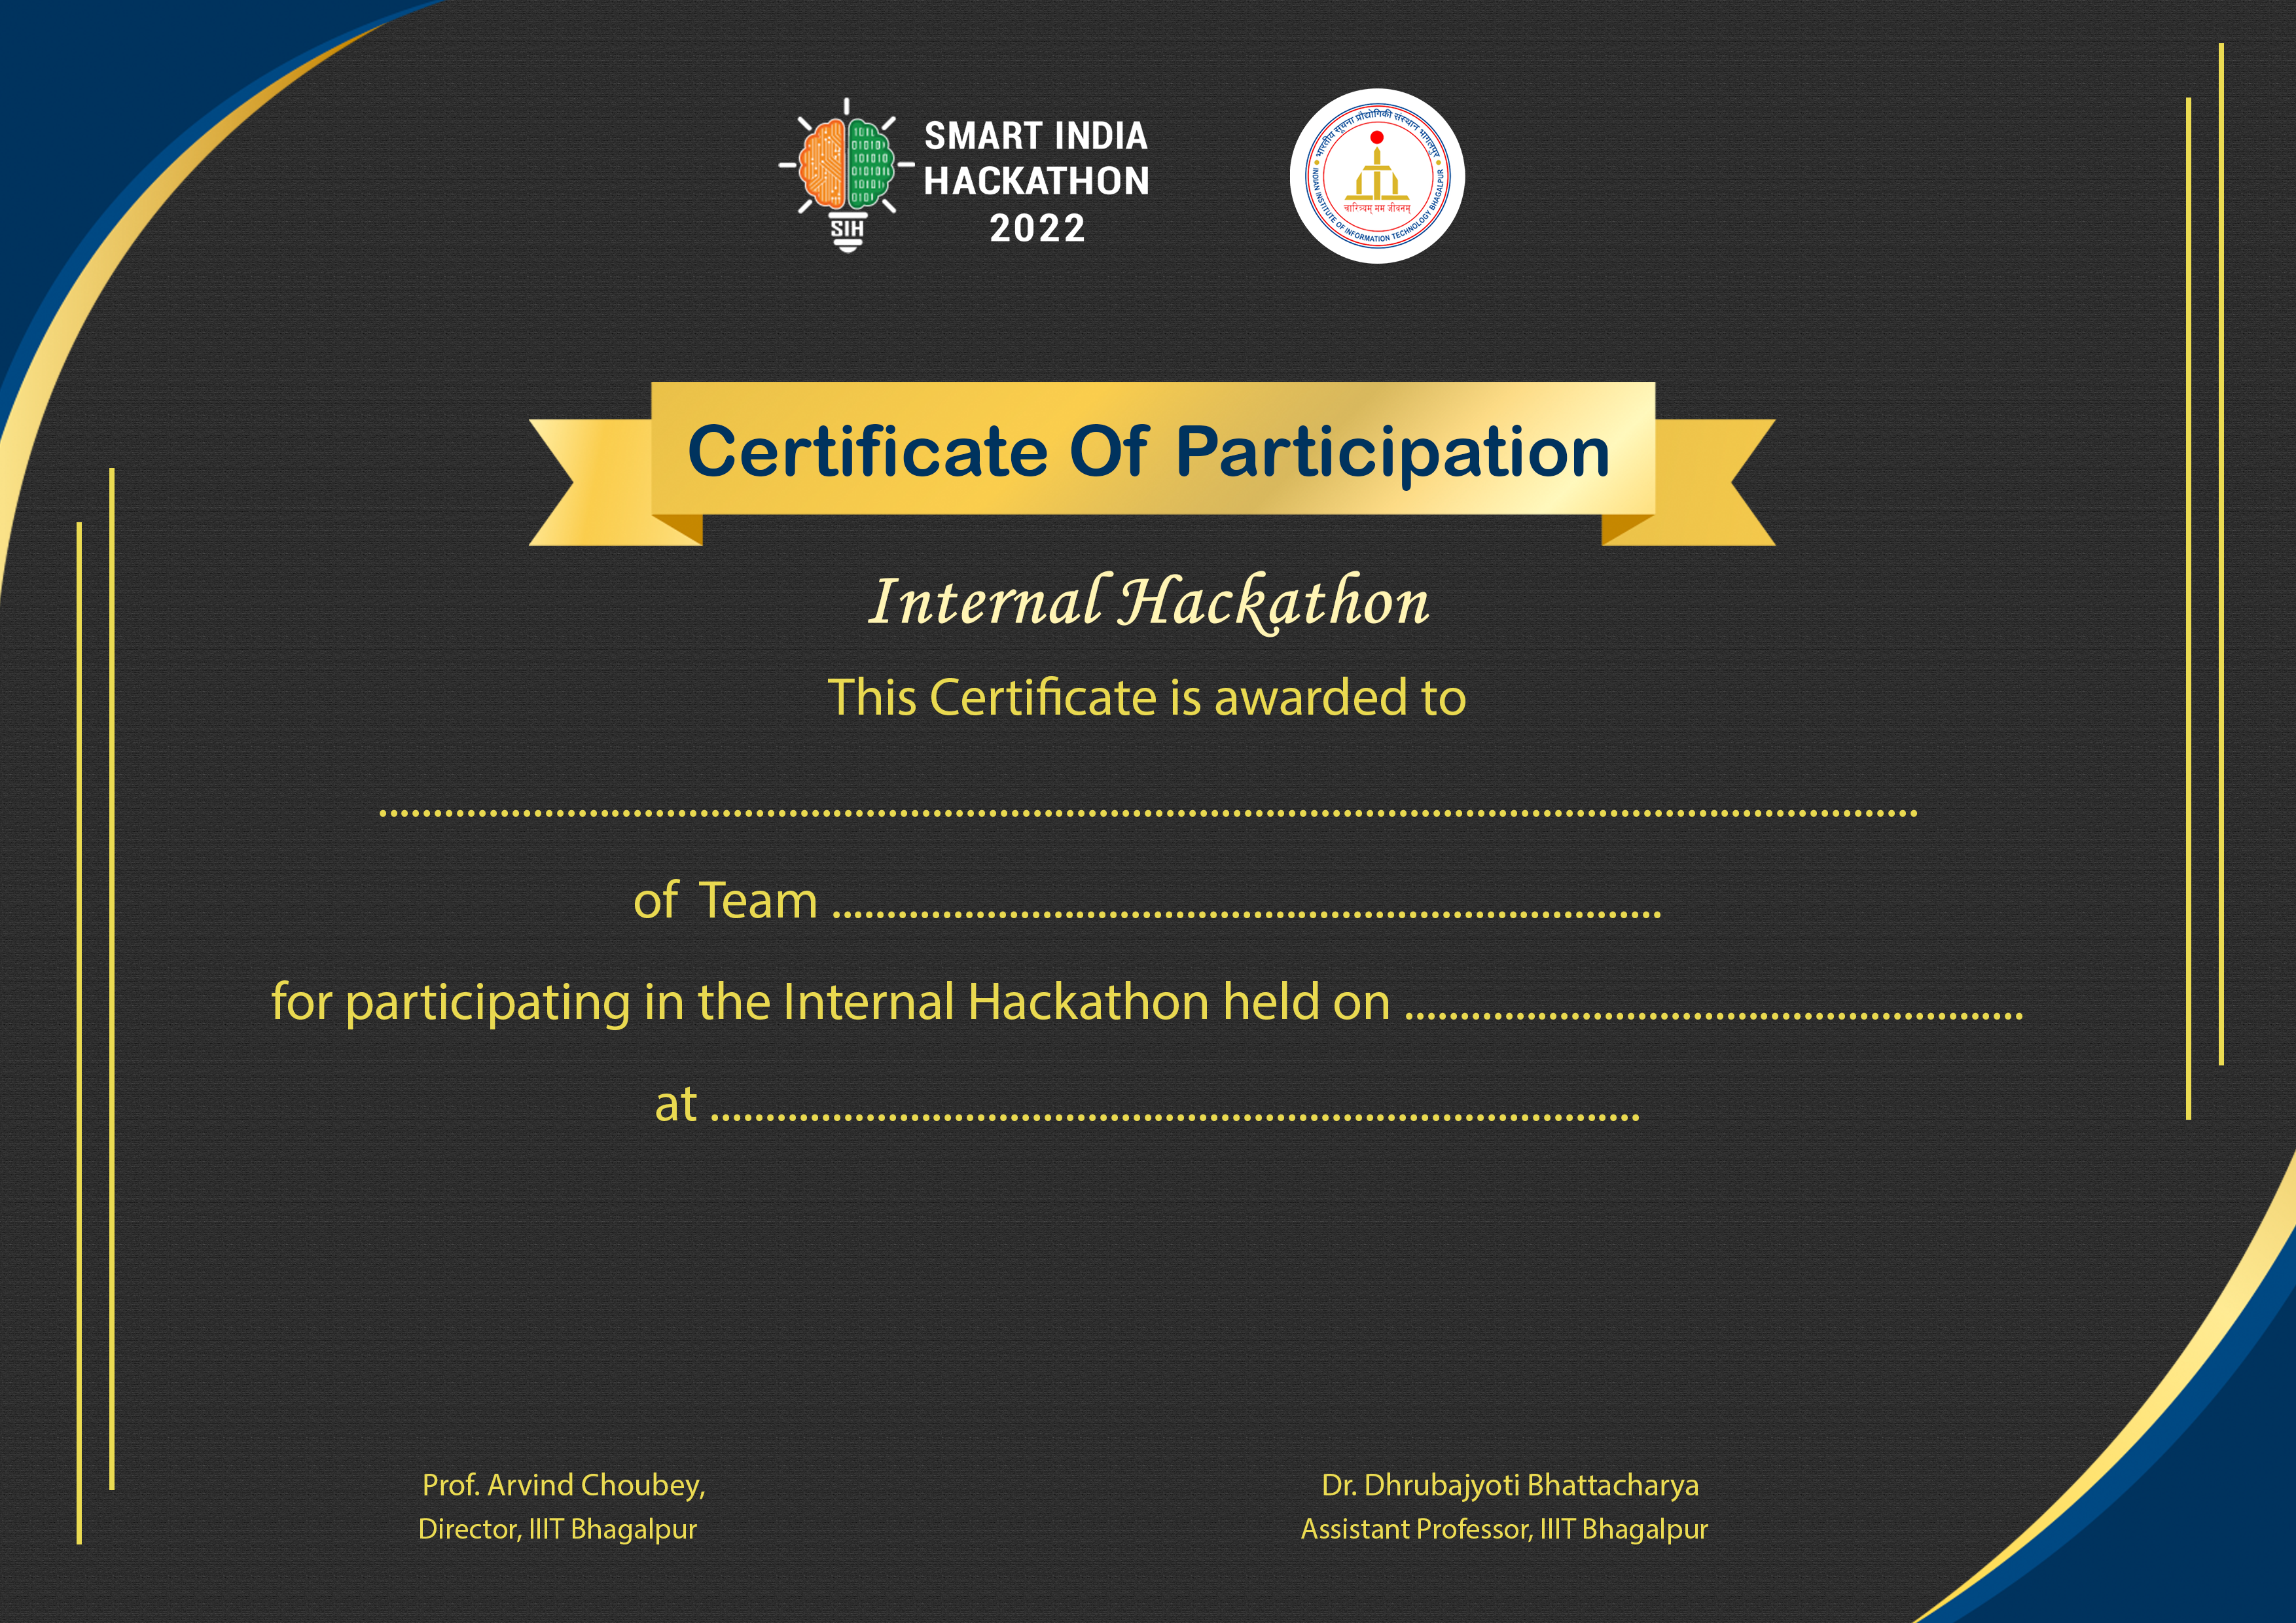 SMART INDIA
HACKATHON
2022
SIH
भारतीय सूचना प्रौद्योगिकी संस्थान भागलपुर
चारित्र्यम् मम जीवनम्
INDIAN INSTITUTE OF INFORMATION TECHNOLOGY BHAGALPUR
Certificate Of Participation
Internal Hackathon
This Certificate is awarded to
of Team
for participating in the Internal Hackathon held on
at
Prof. Arvind Choubey,
Director, IIIT Bhagalpur
Dr. Dhrubajyoti Bhattacharya
Assistant Professor, IIIT Bhagalpur